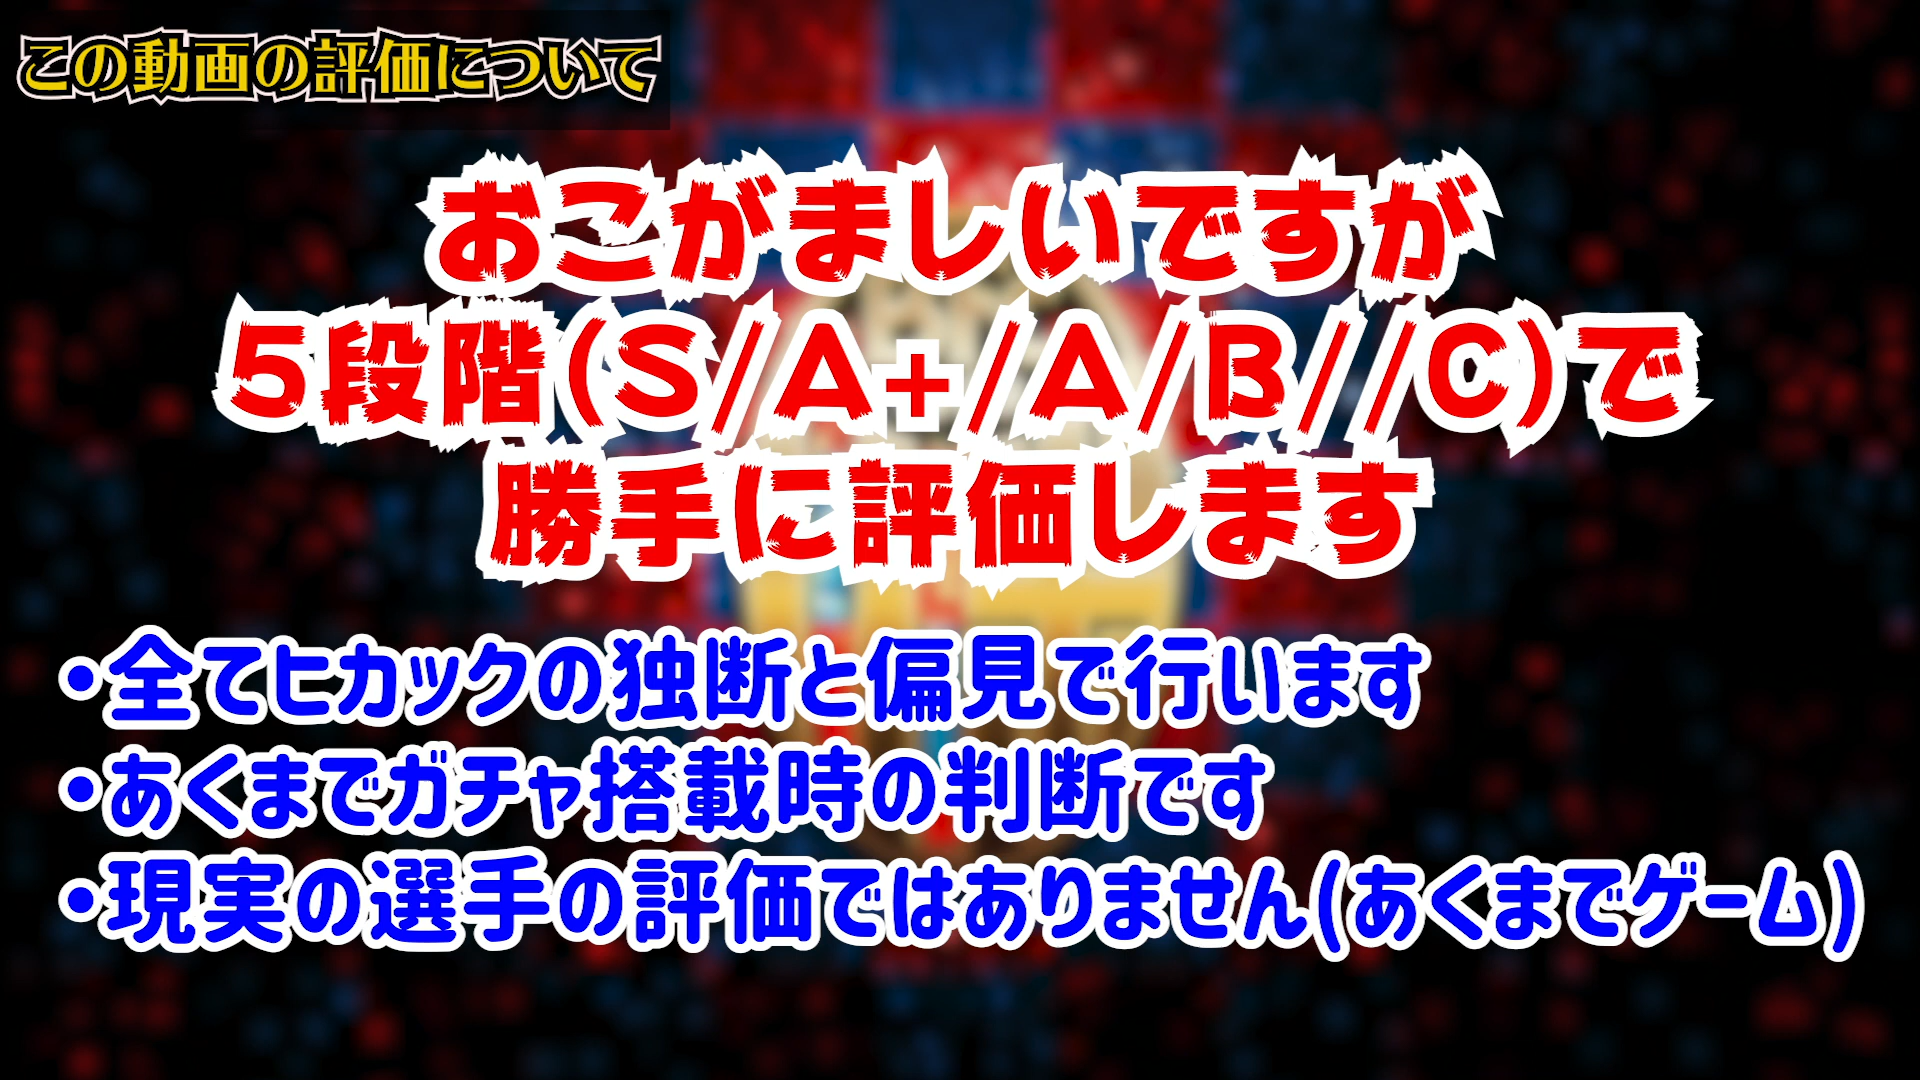 この動画の評価について
おこがましいですが
5段階(S/A+/A/B//C)で
勝手に評価します
・全てヒカックの独断と偏見で行います
・あくまでガチャ搭載時の判断です
・現実の選手の評価ではありません(あくまでゲーム)